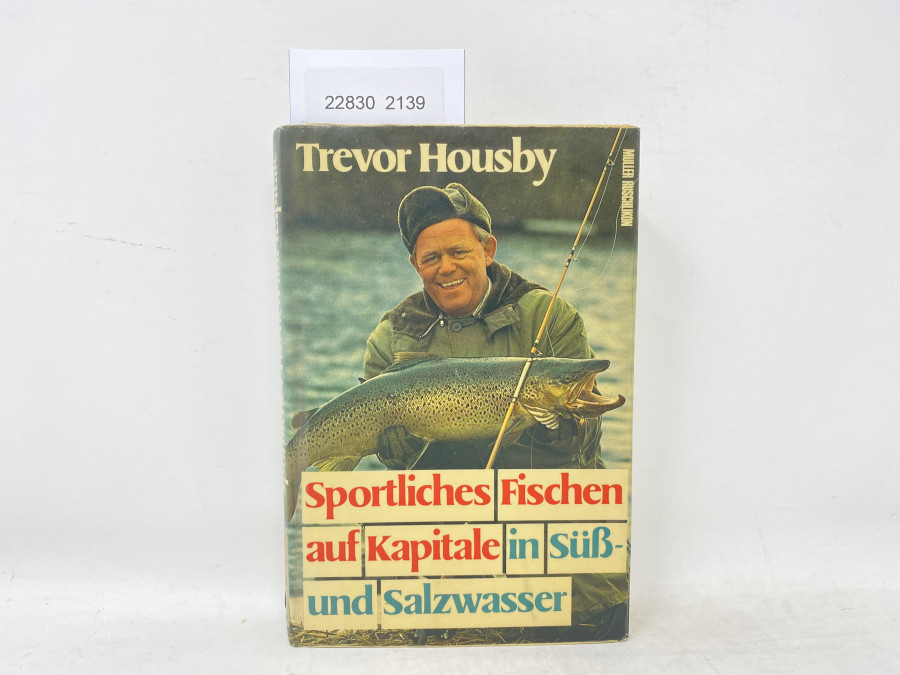 22830 2139
Trevor Housby
MÜLLER RÜSCHLIKON
Sportliches Fischen
auf Kapitale in Süß-
und Salzwasser